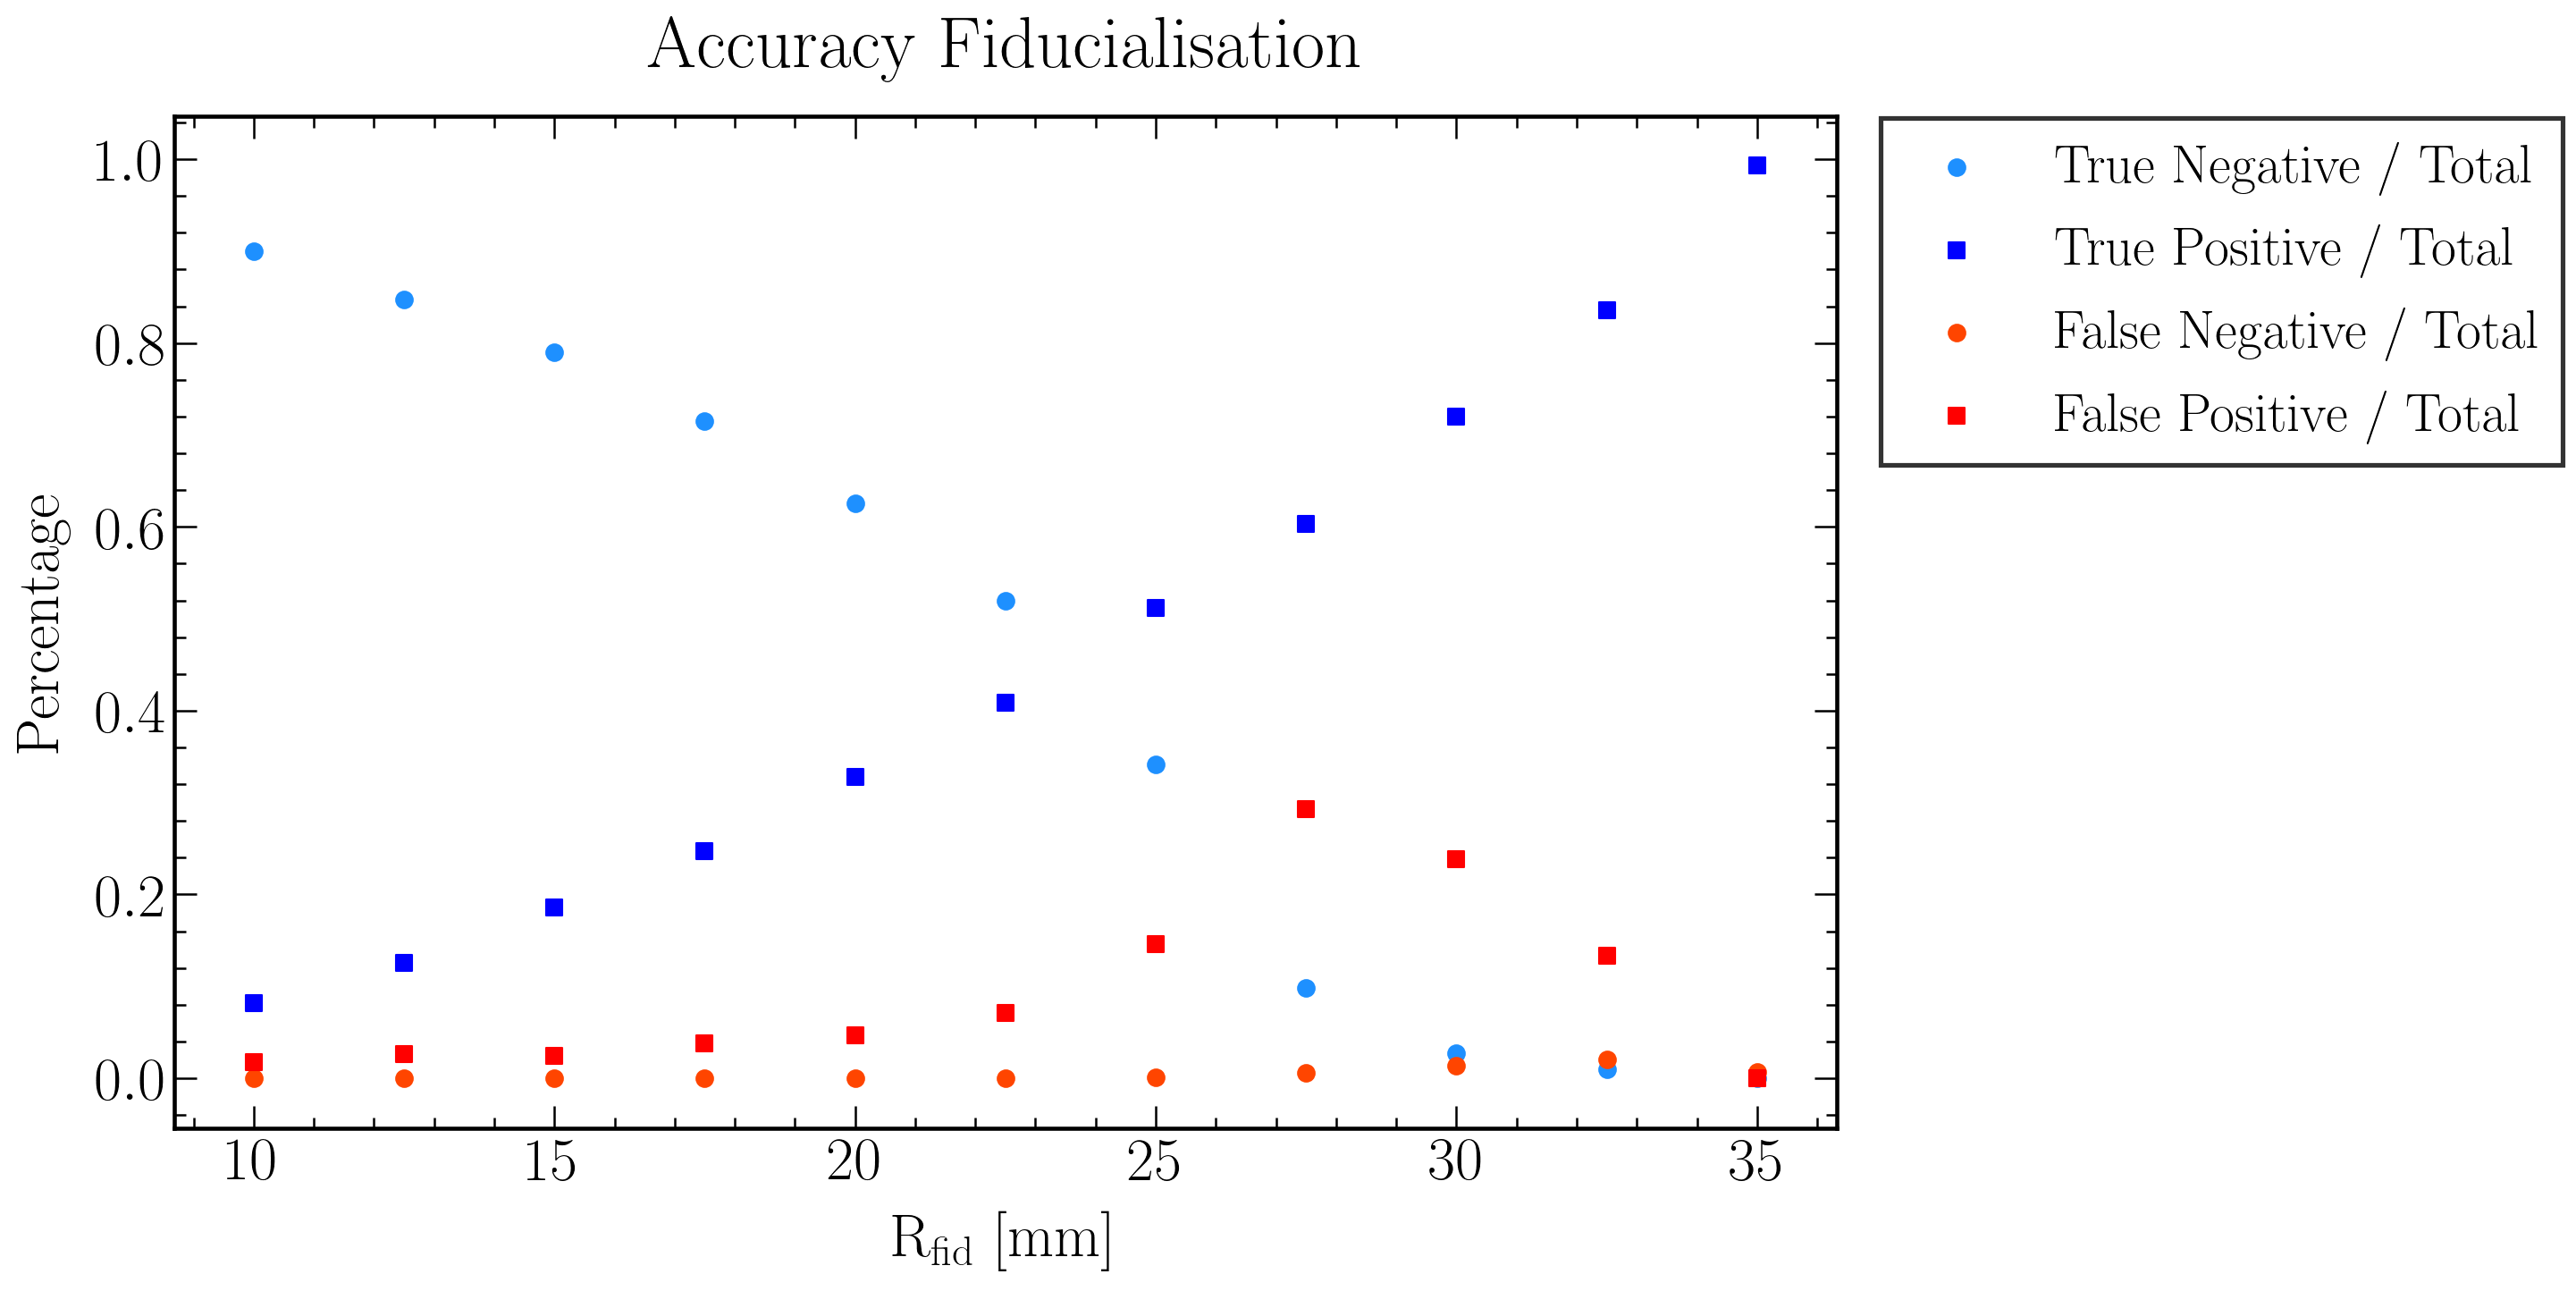 Accuracy Fiducialisation
1.0
0.8
0.6
0.4
0.2
0.0
Percentage
10 15 20 25 30 35
R_fid [mm]
True Negative / Total
True Positive / Total
False Negative / Total
False Positive / Total